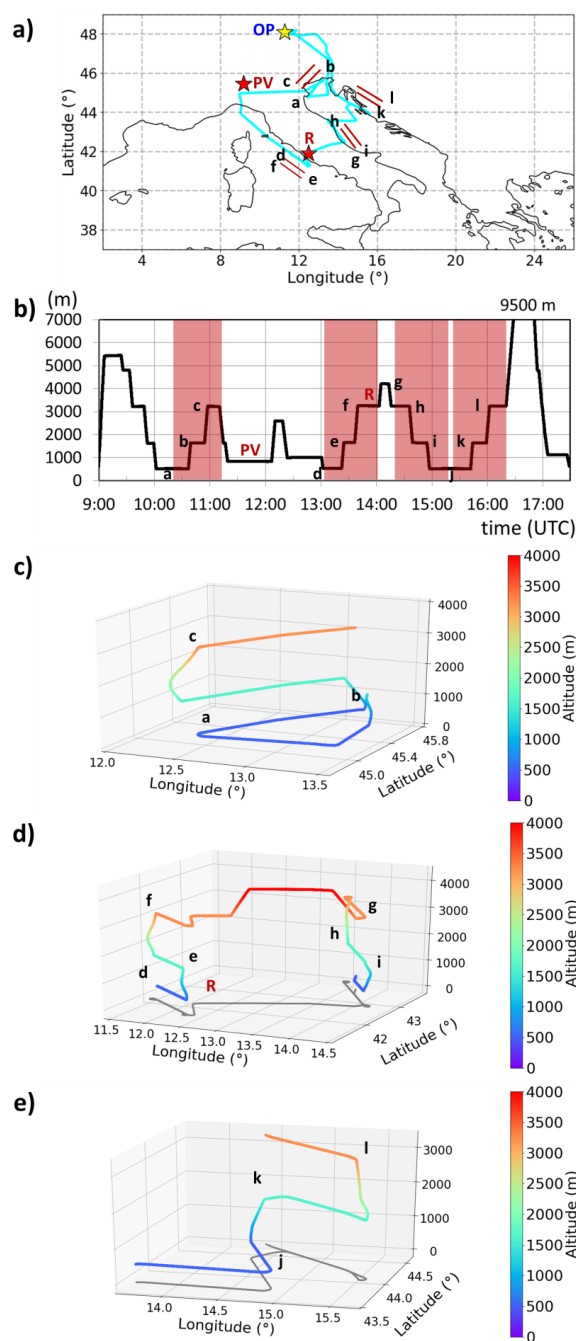 a)
48
46
44
42
40
38
Latitude (°)
OP
PV
R
b
c
a
l
k
h
i
g
d
f
e
4 8 12 16 20 24
Longitude (°)
b)
(m)
9500 m
7000
6000
5000
4000
3000
2000
1000
0
a
b
c
PV
d
e
f
R
g
h
i
j
k
l
9:00 10:00 11:00 12:00 13:00 14:00 15:00 16:00 17:00
time (UTC)
c)
c
a
b
4000
3000
2000
1000
0
12.0 12.5 13.0 13.5
Longitude (°)
45.0 45.4 45.8
Latitude (°)
4000
3500
3000
2500
2000
1500
1000
500
0
Altitude (m)
d)
f
g
h
e
i
d
R
4000
3000
2000
1000
0
11.5 12.0 12.5 13.0 13.5 14.0 14.5
Longitude (°)
42 43
Latitude (°)
4000
3500
3000
2500
2000
1500
1000
500
0
Altitude (m)
e)
l
k
j
3000
2000
1000
0
14.0 14.5 15.0 15.5
Longitude (°)
43.5 44.0 44.5
Latitude (°)
4000
3500
3000
2500
2000
1500
1000
500
0
Altitude (m)